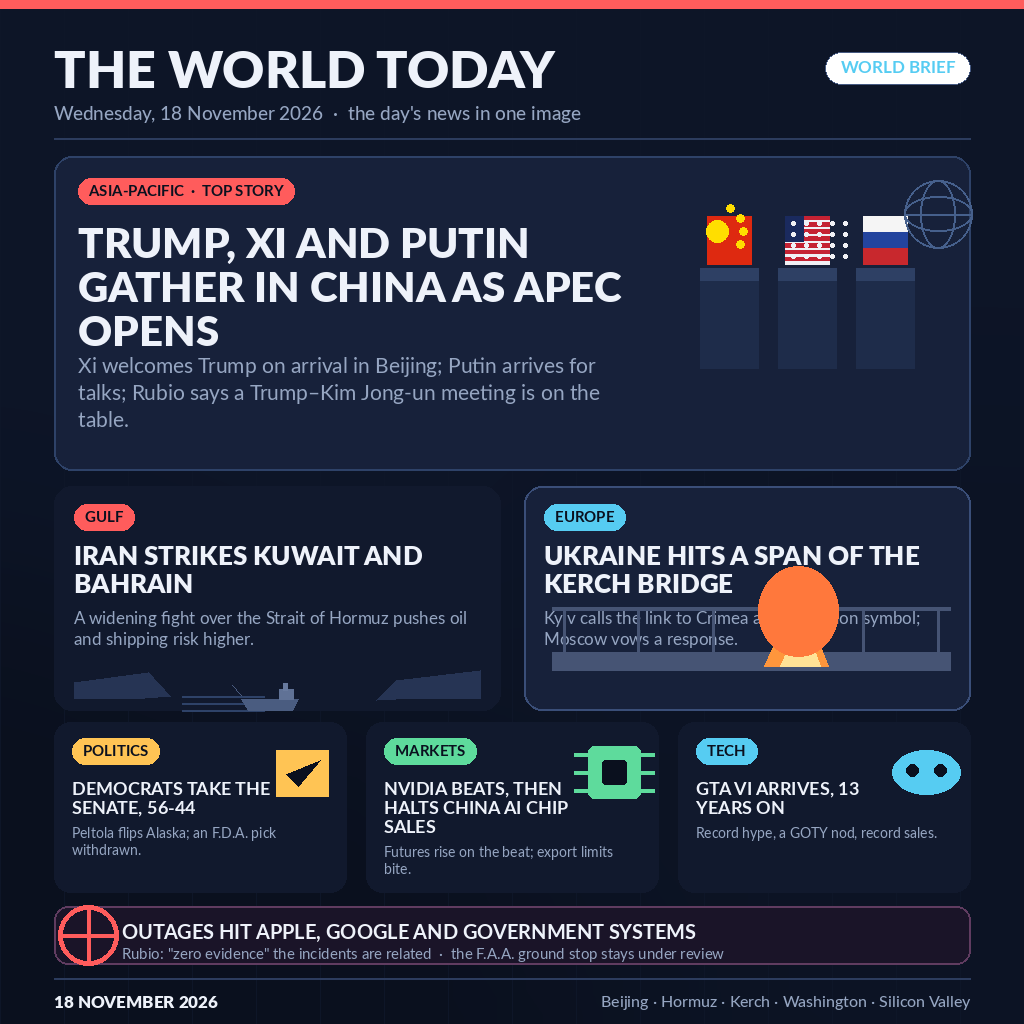 THE WORLD TODAY
WORLD BRIEF
Wednesday, 18 November 2026 · the day's news in one image
ASIA-PACIFIC · TOP STORY
TRUMP, XI AND PUTIN
GATHER IN CHINA AS APEC
OPENS
Xi welcomes Trump on arrival in Beijing; Putin arrives for
talks; Rubio says a Trump–Kim Jong-un meeting is on the
table.
GULF
IRAN STRIKES KUWAIT AND
BAHRAIN
A widening fight over the Strait of Hormuz pushes oil
and shipping risk higher.
EUROPE
UKRAINE HITS A SPAN OF THE
KERCH BRIDGE
Kyiv calls the link to Crimea a on symbol;
Moscow vows a response.
POLITICS
DEMOCRATS TAKE THE
SENATE, 56-44
Peltola flips Alaska; an F.D.A. pick
withdrawn.
MARKETS
NVIDIA BEATS, THEN
HALTS CHINA AI CHIP
SALES
Futures rise on the beat; export limits
bite.
TECH
GTA VI ARRIVES, 13
YEARS ON
Record hype, a GOTY nod, record sales.
OUTAGES HIT APPLE, GOOGLE AND GOVERNMENT SYSTEMS
Rubio: "zero evidence" the incidents are related · the F.A.A. ground stop stays under review
18 NOVEMBER 2026
Beijing · Hormuz · Kerch · Washington · Silicon Valley